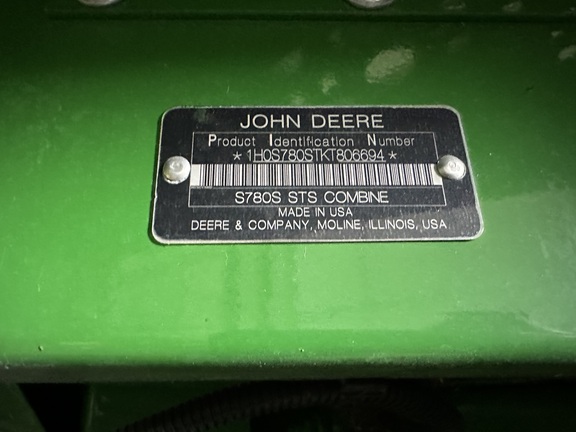 JOHN DEERE
Product Identification Number
*1H0S780STKT806694*
S780S STS COMBINE
MADE IN USA
DEERE & COMPANY, MOLINE, ILLINOIS, USA